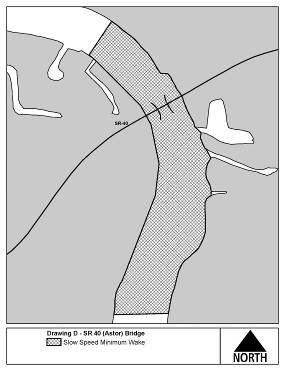 SR-40
Drawing D - SR 40 (Astor) Bridge
Slow Speed Minimum Wake
NORTH